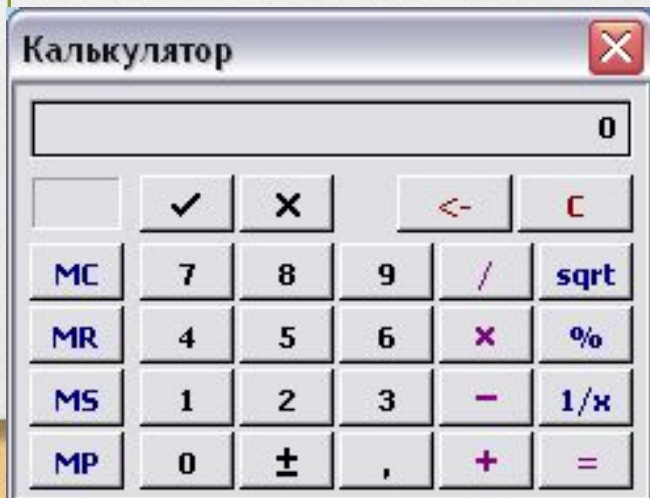 Калькулятор
0
<- C
MC 7 8 9 / sqrt
MR 4 5 6 × %
MS 1 2 3 - 1/x
MP 0 ± , + =